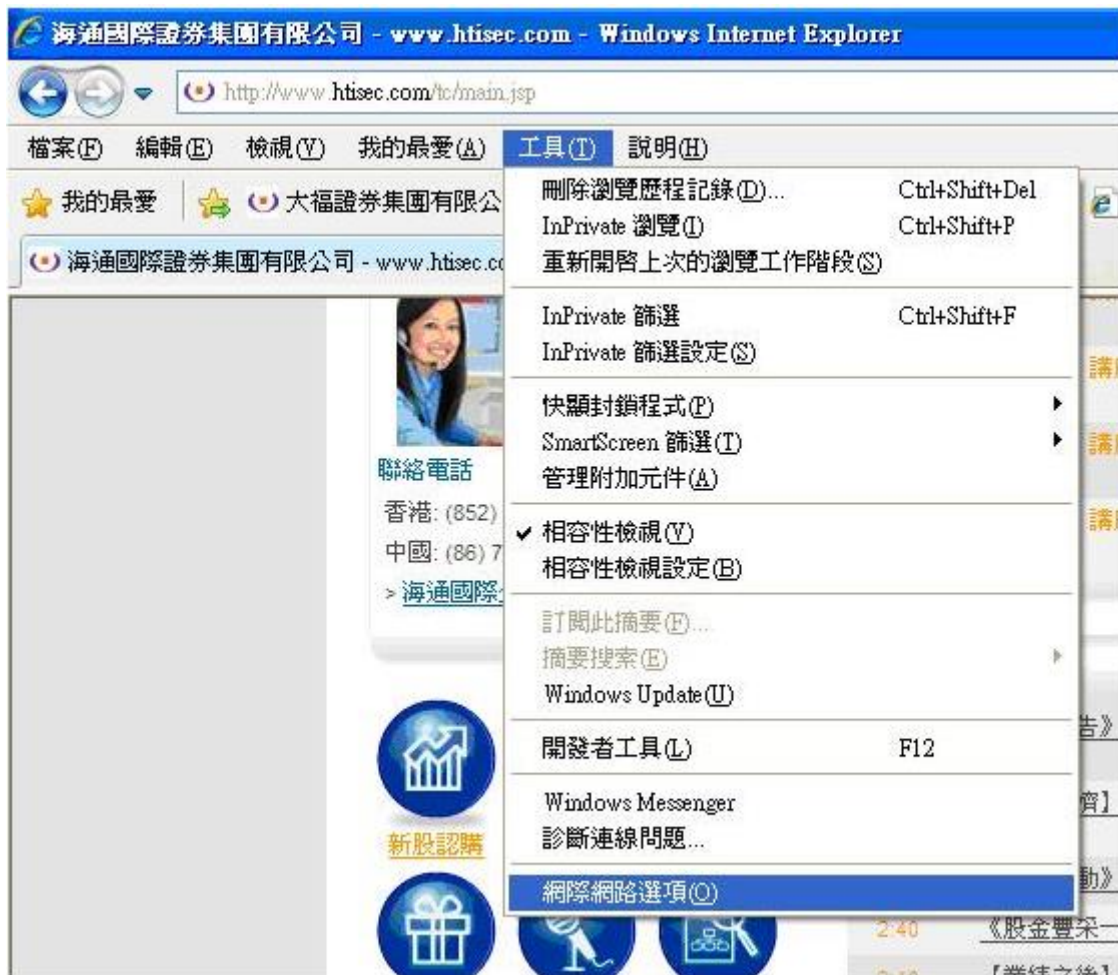 海通國際證券集團有限公司 - www.htisec.com - Windows Internet Explorer
http://www.htisec.com/tc/main.jsp
檔案(F) 編輯(E) 檢視(V) 我的最愛(A) 工具(T) 說明(H)
我的最愛 大福證券集團有限公
海通國際證券集團有限公司 - www.htisec.co
刪除瀏覽歷程記錄(D)... Ctrl+Shift+Del
InPrivate 瀏覽(I) Ctrl+Shift+P
重新開啓上次的瀏覽工作階段(S)
InPrivate 篩選 Ctrl+Shift+F
InPrivate 篩選設定(S)
快顯封鎖程式(P)
SmartScreen 篩選(T)
管理附加元件(A)
相容性檢視(V)
相容性檢視設定(B)
訂閱此摘要(F)...
摘要搜索(E)
Windows Update(U)
開發者工具(L) F12
Windows Messenger
診斷連線問題...
網際網路選項(O)
聯絡電話
香港: (852)
中國: (86) 7
> 海通國際
新股認購
講
講
講
告》
動》
2:40 《股金豐采一